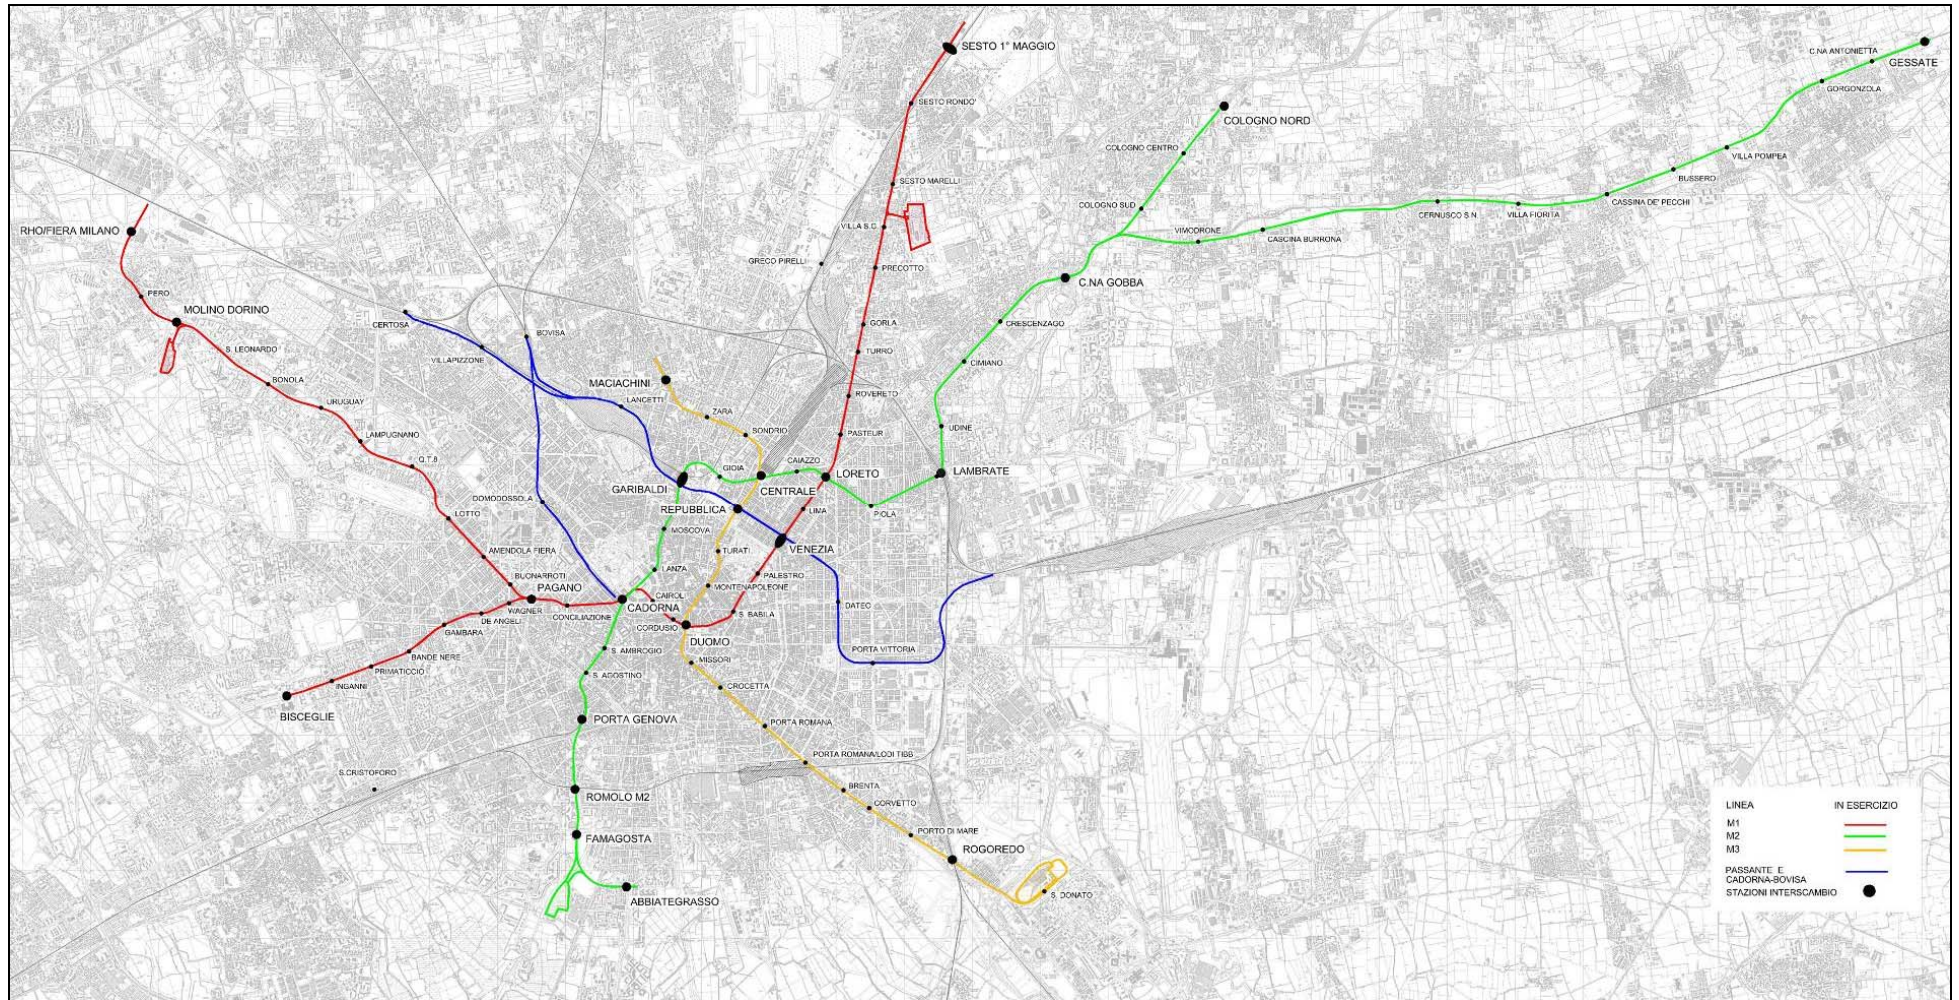 SESTO 1° MAGGIO
C.NA ANTONIETTA
GESSATE
GORGONZOLA
SESTO RONDO'
COLOGNO NORD
COLOGNO CENTRO
VILLA POMPEA
BUSSERO
SESTO MARELLI
CASSINA DE' PECCHI
COLOGNO SUD
CERNUSCO S.N.
VILLA FIORITA
RHO/FIERA MILANO
VILLA S.G.
VIMODRONE
CASCINA BURRONA
GRECO PIRELLI
PRECOTTO
C.NA GOBBA
PERO
MOLINO DORINO
CERTOSA
BOVISA
GORLA
CRESCENZAGO
S. LEONARDO
VILLAPIZZONE
TURRO
CIMIANO
BONOLA
MACIACHINI
LANCETTI
ROVERETO
URUGUAY
ZARA
LAMPUGNANO
SONDRIO
PASTEUR
UDINE
Q.T.8
GIOIA
CAIAZZO
LORETO
LAMBRATE
GARIBALDI
CENTRALE
DOMODOSSOLA
REPUBBLICA
LIMA
PIOLA
LOTTO
MOSCOVA
AMENDOLA FIERA
TURATI
VENEZIA
BUONARROTI
LANZA
PALESTRO
PAGANO
MONTENAPOLEONE
CAIROLI
WAGNER
CADORNA
DATEO
DE ANGELI
CONCILIAZIONE
S. BABILA
GAMBARA
CORDUSIO
DUOMO
BANDE NERE
S. AMBROGIO
PORTA VITTORIA
PRIMATICCIO
MISSORI
S. AGOSTINO
INGANNI
CROCETTA
BISCEGLIE
PORTA GENOVA
PORTA ROMANA
PORTA ROMANA/LODI TIBB
S.CRISTOFORO
BRENTA
ROMOLO M2
CORVETTO
FAMAGOSTA
PORTO DI MARE
ROGOREDO
S. DONATO
ABBIATEGRASSO
LINEA IN ESERCIZIO
M1
M2
M3
PASSANTE E
CADORNA-BOVISA
STAZIONI INTERSCAMBIO